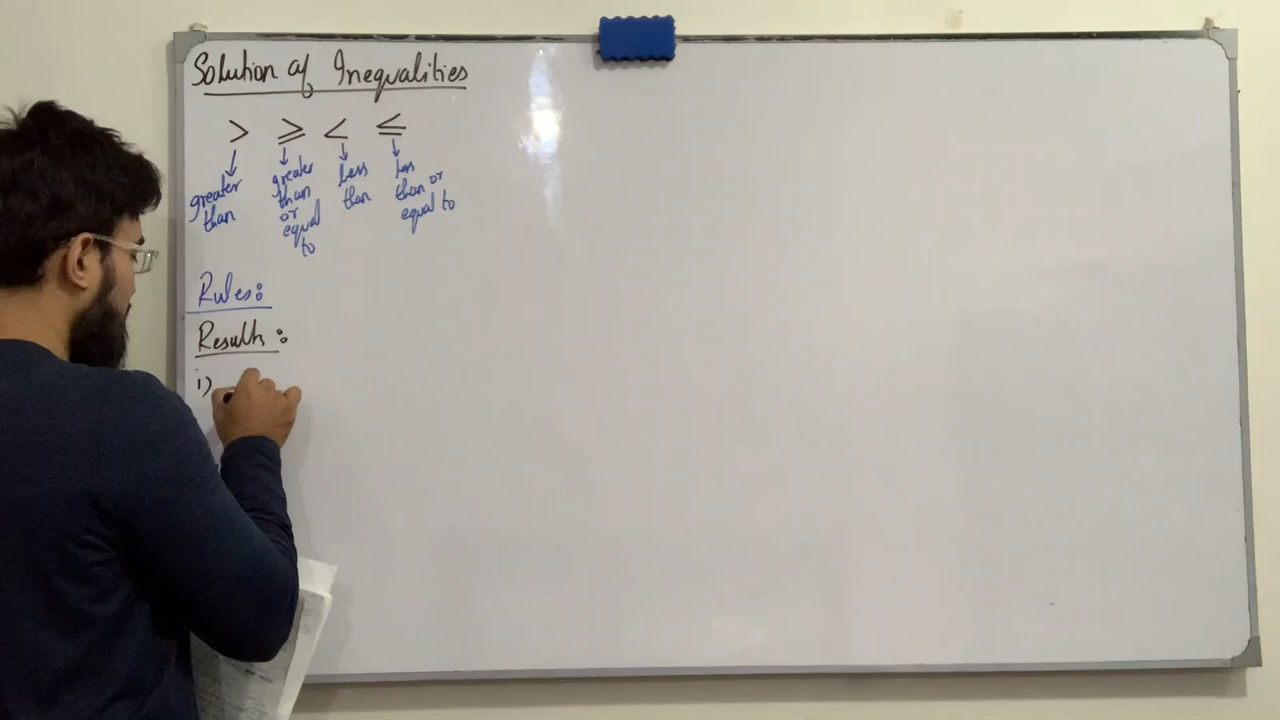 Solution of Inequalities
> ≥ < ≤
↓ ↓ ↓ ↓
greater than
greater than or equal to
less than
less than or equal to
Rules:
Results:
i)